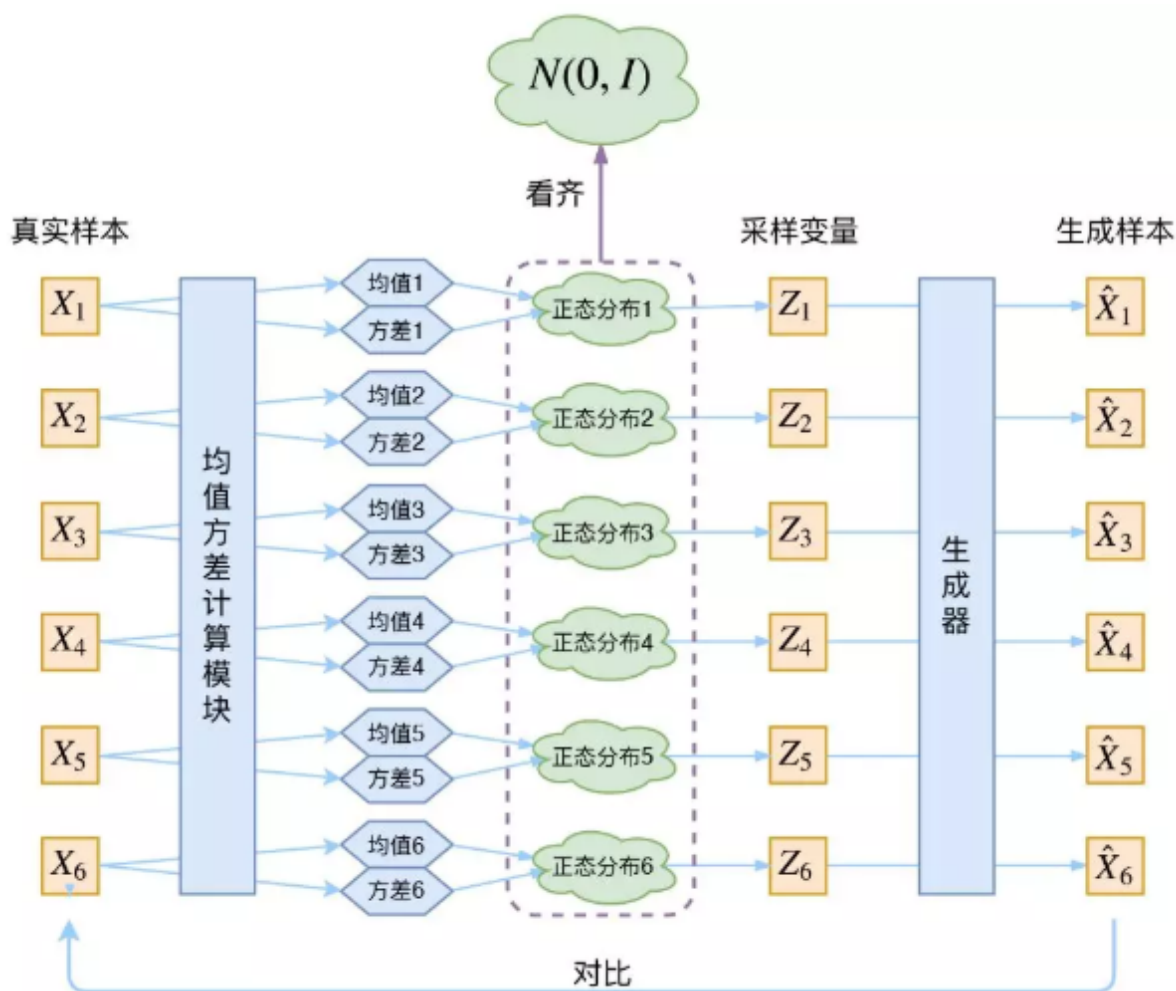 N(0, I)
看齐
真实样本
采样变量
生成样本
X₁
均值1
方差1
正态分布1
Z₁
X̂₁
X₂
均值2
方差2
正态分布2
Z₂
X̂₂
X₃
均值3
方差3
正态分布3
Z₃
X̂₃
X₄
均值4
方差4
正态分布4
Z₄
X̂₄
X₅
均值5
方差5
正态分布5
Z₅
X̂₅
X₆
均值6
方差6
正态分布6
Z₆
X̂₆
均值方差计算模块
生成器
对比